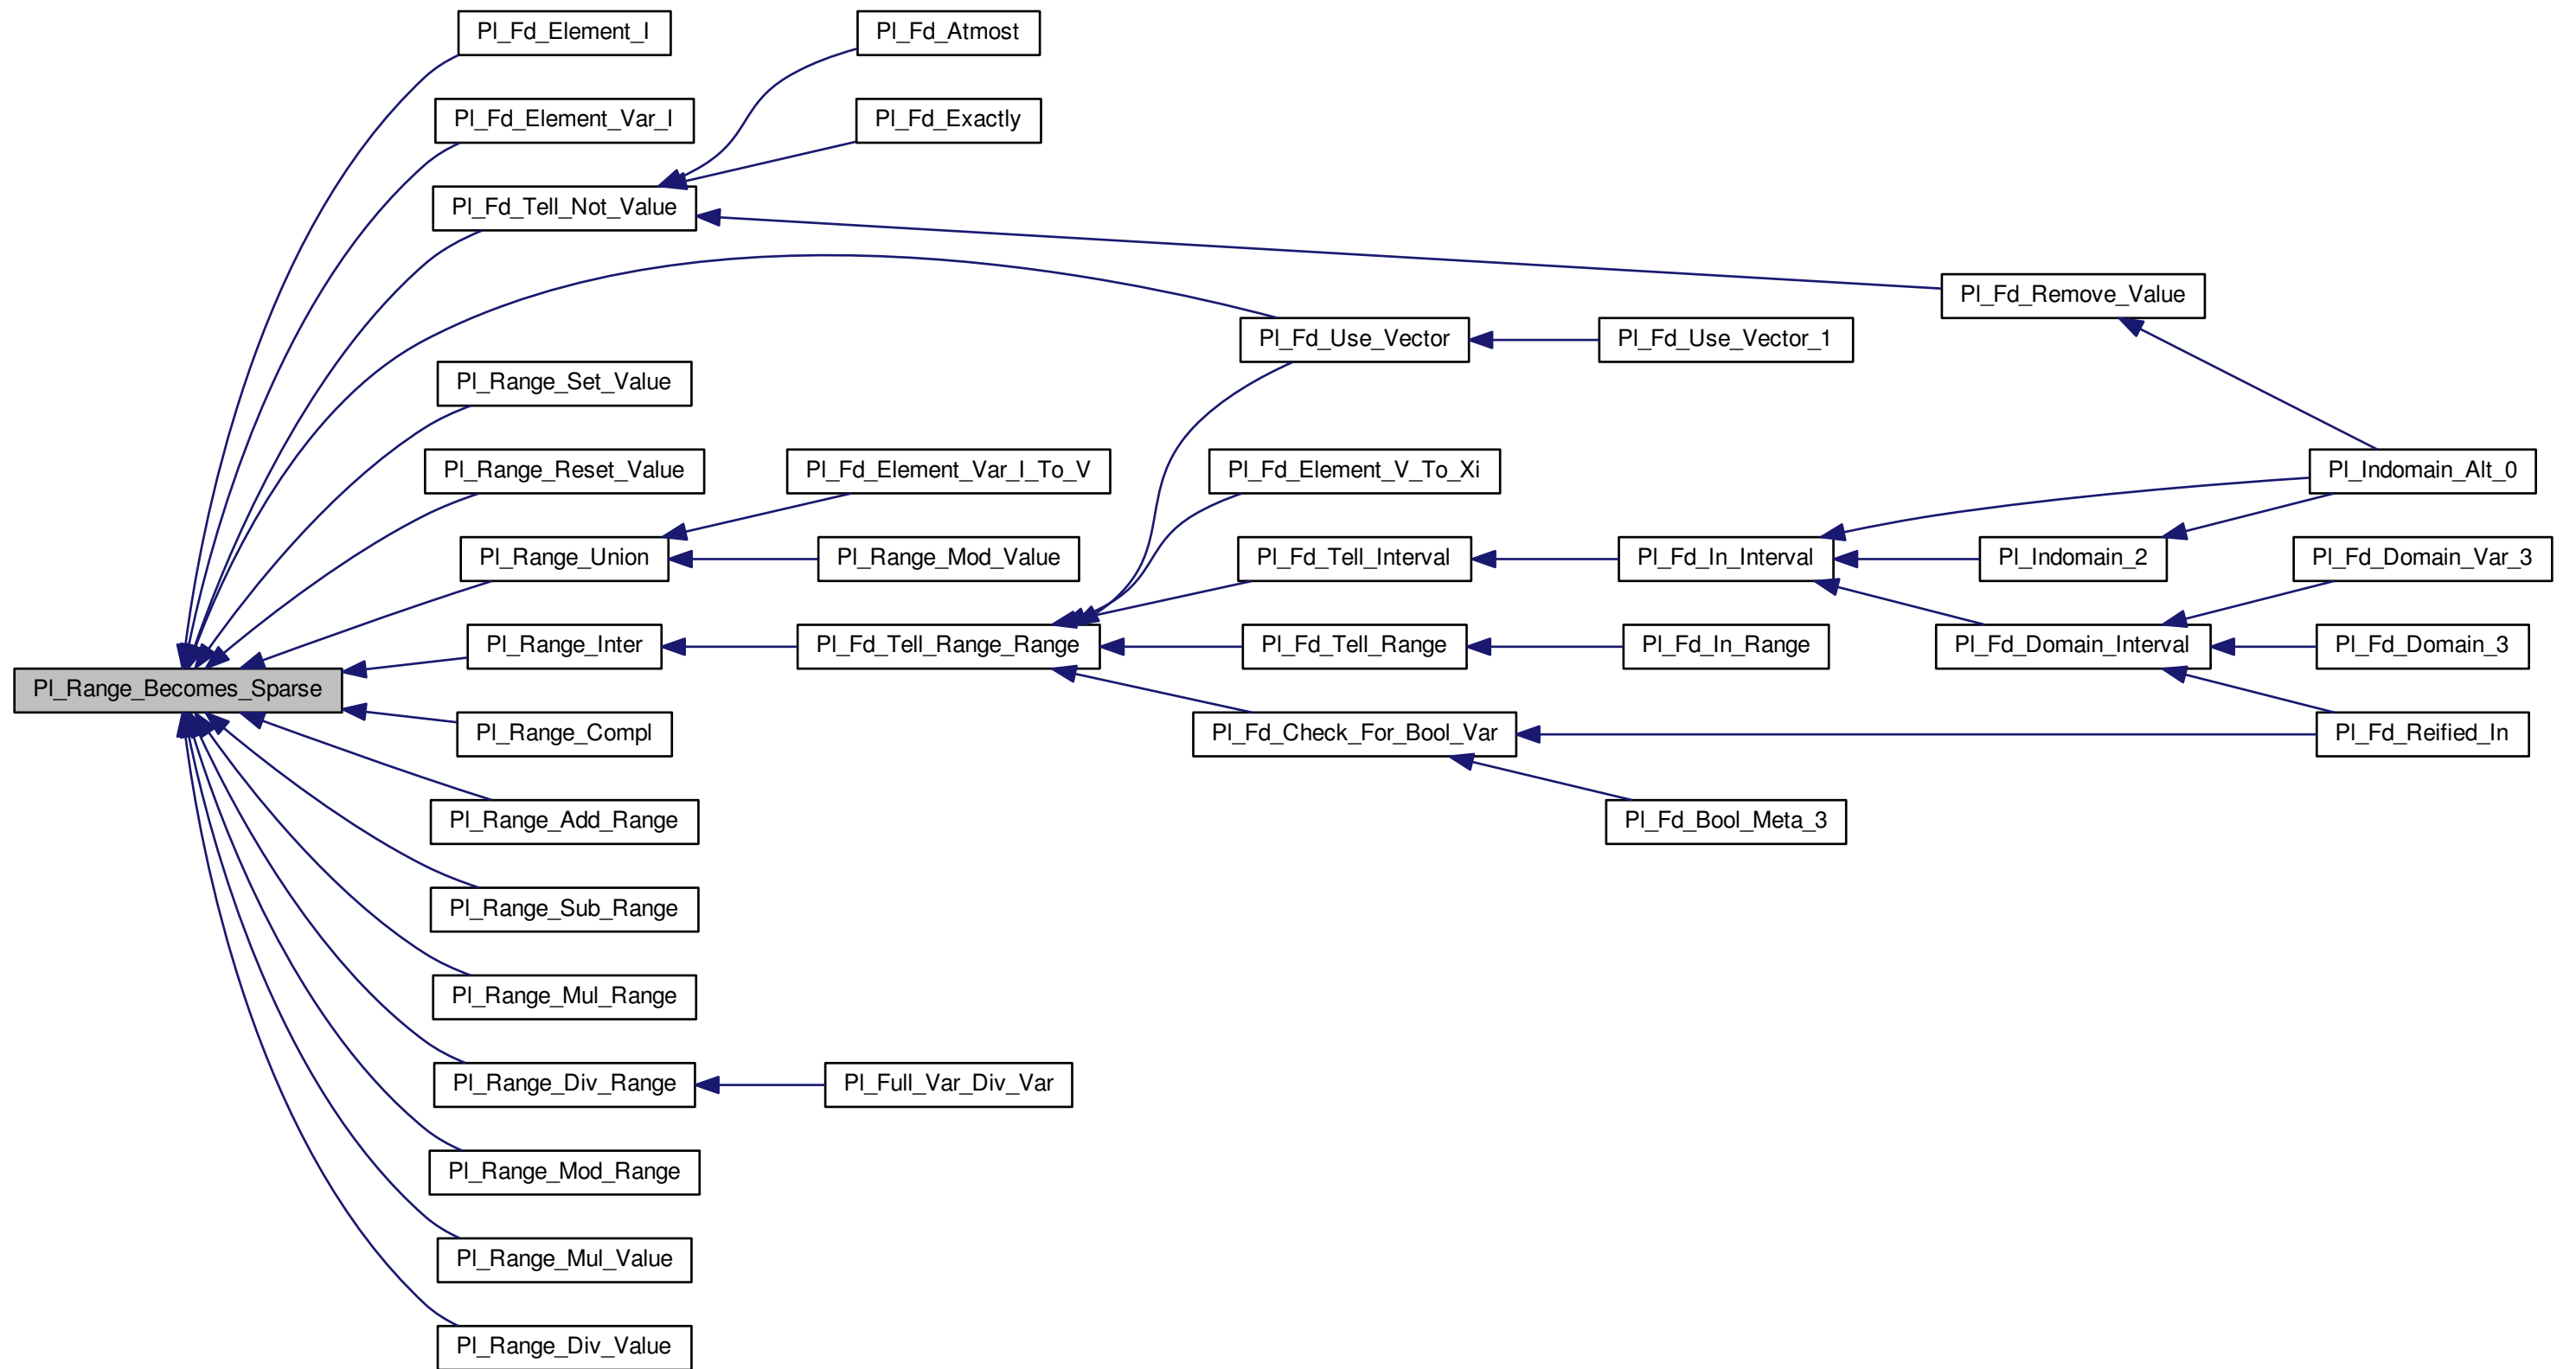 Pl_Fd_Element_I
Pl_Fd_Atmost
Pl_Fd_Element_Var_I
Pl_Fd_Exactly
Pl_Fd_Tell_Not_Value
Pl_Fd_Remove_Value
Pl_Fd_Use_Vector
Pl_Fd_Use_Vector_1
Pl_Range_Set_Value
Pl_Range_Reset_Value
Pl_Fd_Element_Var_I_To_V
Pl_Fd_Element_V_To_Xi
Pl_Indomain_Alt_0
Pl_Range_Union
Pl_Range_Mod_Value
Pl_Fd_Tell_Interval
Pl_Fd_In_Interval
Pl_Indomain_2
Pl_Fd_Domain_Var_3
Pl_Range_Inter
Pl_Fd_Tell_Range_Range
Pl_Fd_Tell_Range
Pl_Fd_In_Range
Pl_Fd_Domain_Interval
Pl_Fd_Domain_3
Pl_Range_Becomes_Sparse
Pl_Range_Compl
Pl_Fd_Check_For_Bool_Var
Pl_Fd_Reified_In
Pl_Range_Add_Range
Pl_Fd_Bool_Meta_3
Pl_Range_Sub_Range
Pl_Range_Mul_Range
Pl_Range_Div_Range
Pl_Full_Var_Div_Var
Pl_Range_Mod_Range
Pl_Range_Mul_Value
Pl_Range_Div_Value